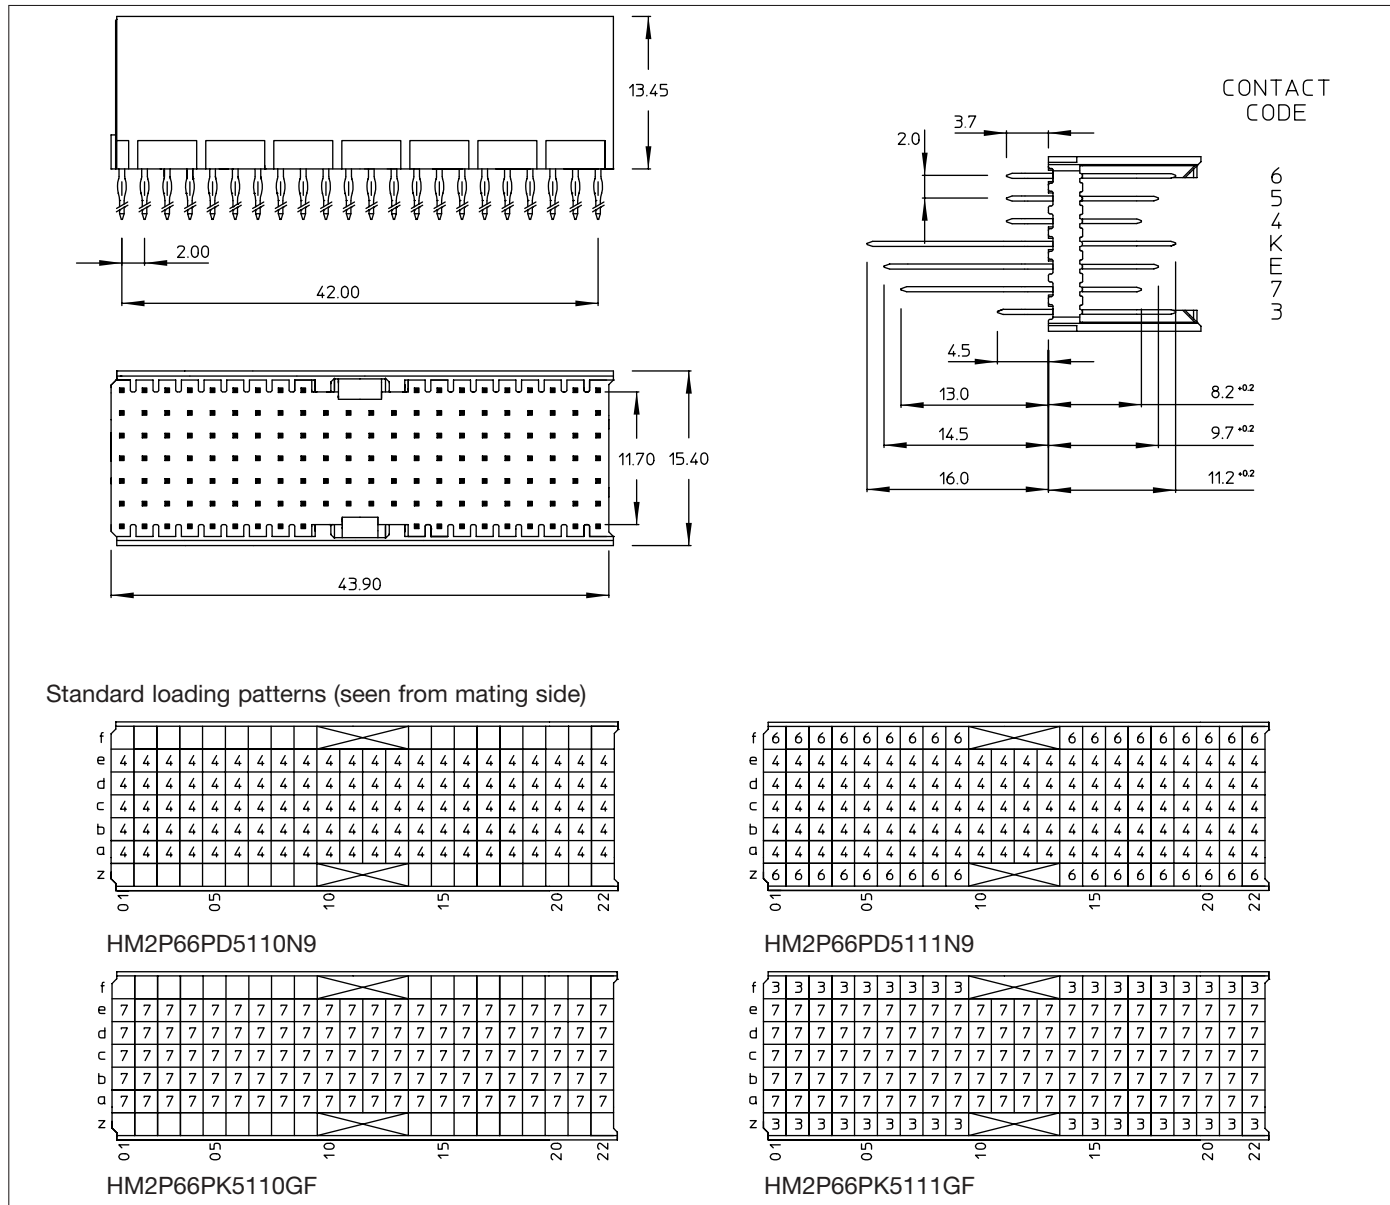 13.45
2.00
42.00
11.70
15.40
43.90
CONTACT
CODE
3.7
2.0
6
5
4
K
E
7
3
4.5
13.0
8.2 +0.2
14.5
9.7 +0.2
16.0
11.2 +0.2
Standard loading patterns (seen from mating side)
f
e 4 4 4 4 4 4 4 4 4 4 4 4 4 4 4 4 4 4 4 4 4 4
d 4 4 4 4 4 4 4 4 4 4 4 4 4 4 4 4 4 4 4 4 4 4
c 4 4 4 4 4 4 4 4 4 4 4 4 4 4 4 4 4 4 4 4 4 4
b 4 4 4 4 4 4 4 4 4 4 4 4 4 4 4 4 4 4 4 4 4 4
a 4 4 4 4 4 4 4 4 4 4 4 4 4 4 4 4 4 4 4 4 4 4
z
01 05 10 15 20 22
HM2P66PD5110N9
f 6 6 6 6 6 6 6 6 6 6 6 6 6 6 6 6 6 6
e 4 4 4 4 4 4 4 4 4 4 4 4 4 4 4 4 4 4 4 4 4 4
d 4 4 4 4 4 4 4 4 4 4 4 4 4 4 4 4 4 4 4 4 4 4
c 4 4 4 4 4 4 4 4 4 4 4 4 4 4 4 4 4 4 4 4 4 4
b 4 4 4 4 4 4 4 4 4 4 4 4 4 4 4 4 4 4 4 4 4 4
a 4 4 4 4 4 4 4 4 4 4 4 4 4 4 4 4 4 4 4 4 4 4
z 6 6 6 6 6 6 6 6 6 6 6 6 6 6 6 6 6 6
01 05 10 15 20 22
HM2P66PD5111N9
f
e 7 7 7 7 7 7 7 7 7 7 7 7 7 7 7 7 7 7 7 7 7 7
d 7 7 7 7 7 7 7 7 7 7 7 7 7 7 7 7 7 7 7 7 7 7
c 7 7 7 7 7 7 7 7 7 7 7 7 7 7 7 7 7 7 7 7 7 7
b 7 7 7 7 7 7 7 7 7 7 7 7 7 7 7 7 7 7 7 7 7 7
a 7 7 7 7 7 7 7 7 7 7 7 7 7 7 7 7 7 7 7 7 7 7
z
01 05 10 15 20 22
HM2P66PK5110GF
f 3 3 3 3 3 3 3 3 3 3 3 3 3 3 3 3 3 3
e 7 7 7 7 7 7 7 7 7 7 7 7 7 7 7 7 7 7 7 7 7 7
d 7 7 7 7 7 7 7 7 7 7 7 7 7 7 7 7 7 7 7 7 7 7
c 7 7 7 7 7 7 7 7 7 7 7 7 7 7 7 7 7 7 7 7 7 7
b 7 7 7 7 7 7 7 7 7 7 7 7 7 7 7 7 7 7 7 7 7 7
a 7 7 7 7 7 7 7 7 7 7 7 7 7 7 7 7 7 7 7 7 7 7
z 3 3 3 3 3 3 3 3 3 3 3 3 3 3 3 3 3 3
01 05 10 15 20 22
HM2P66PK5111GF